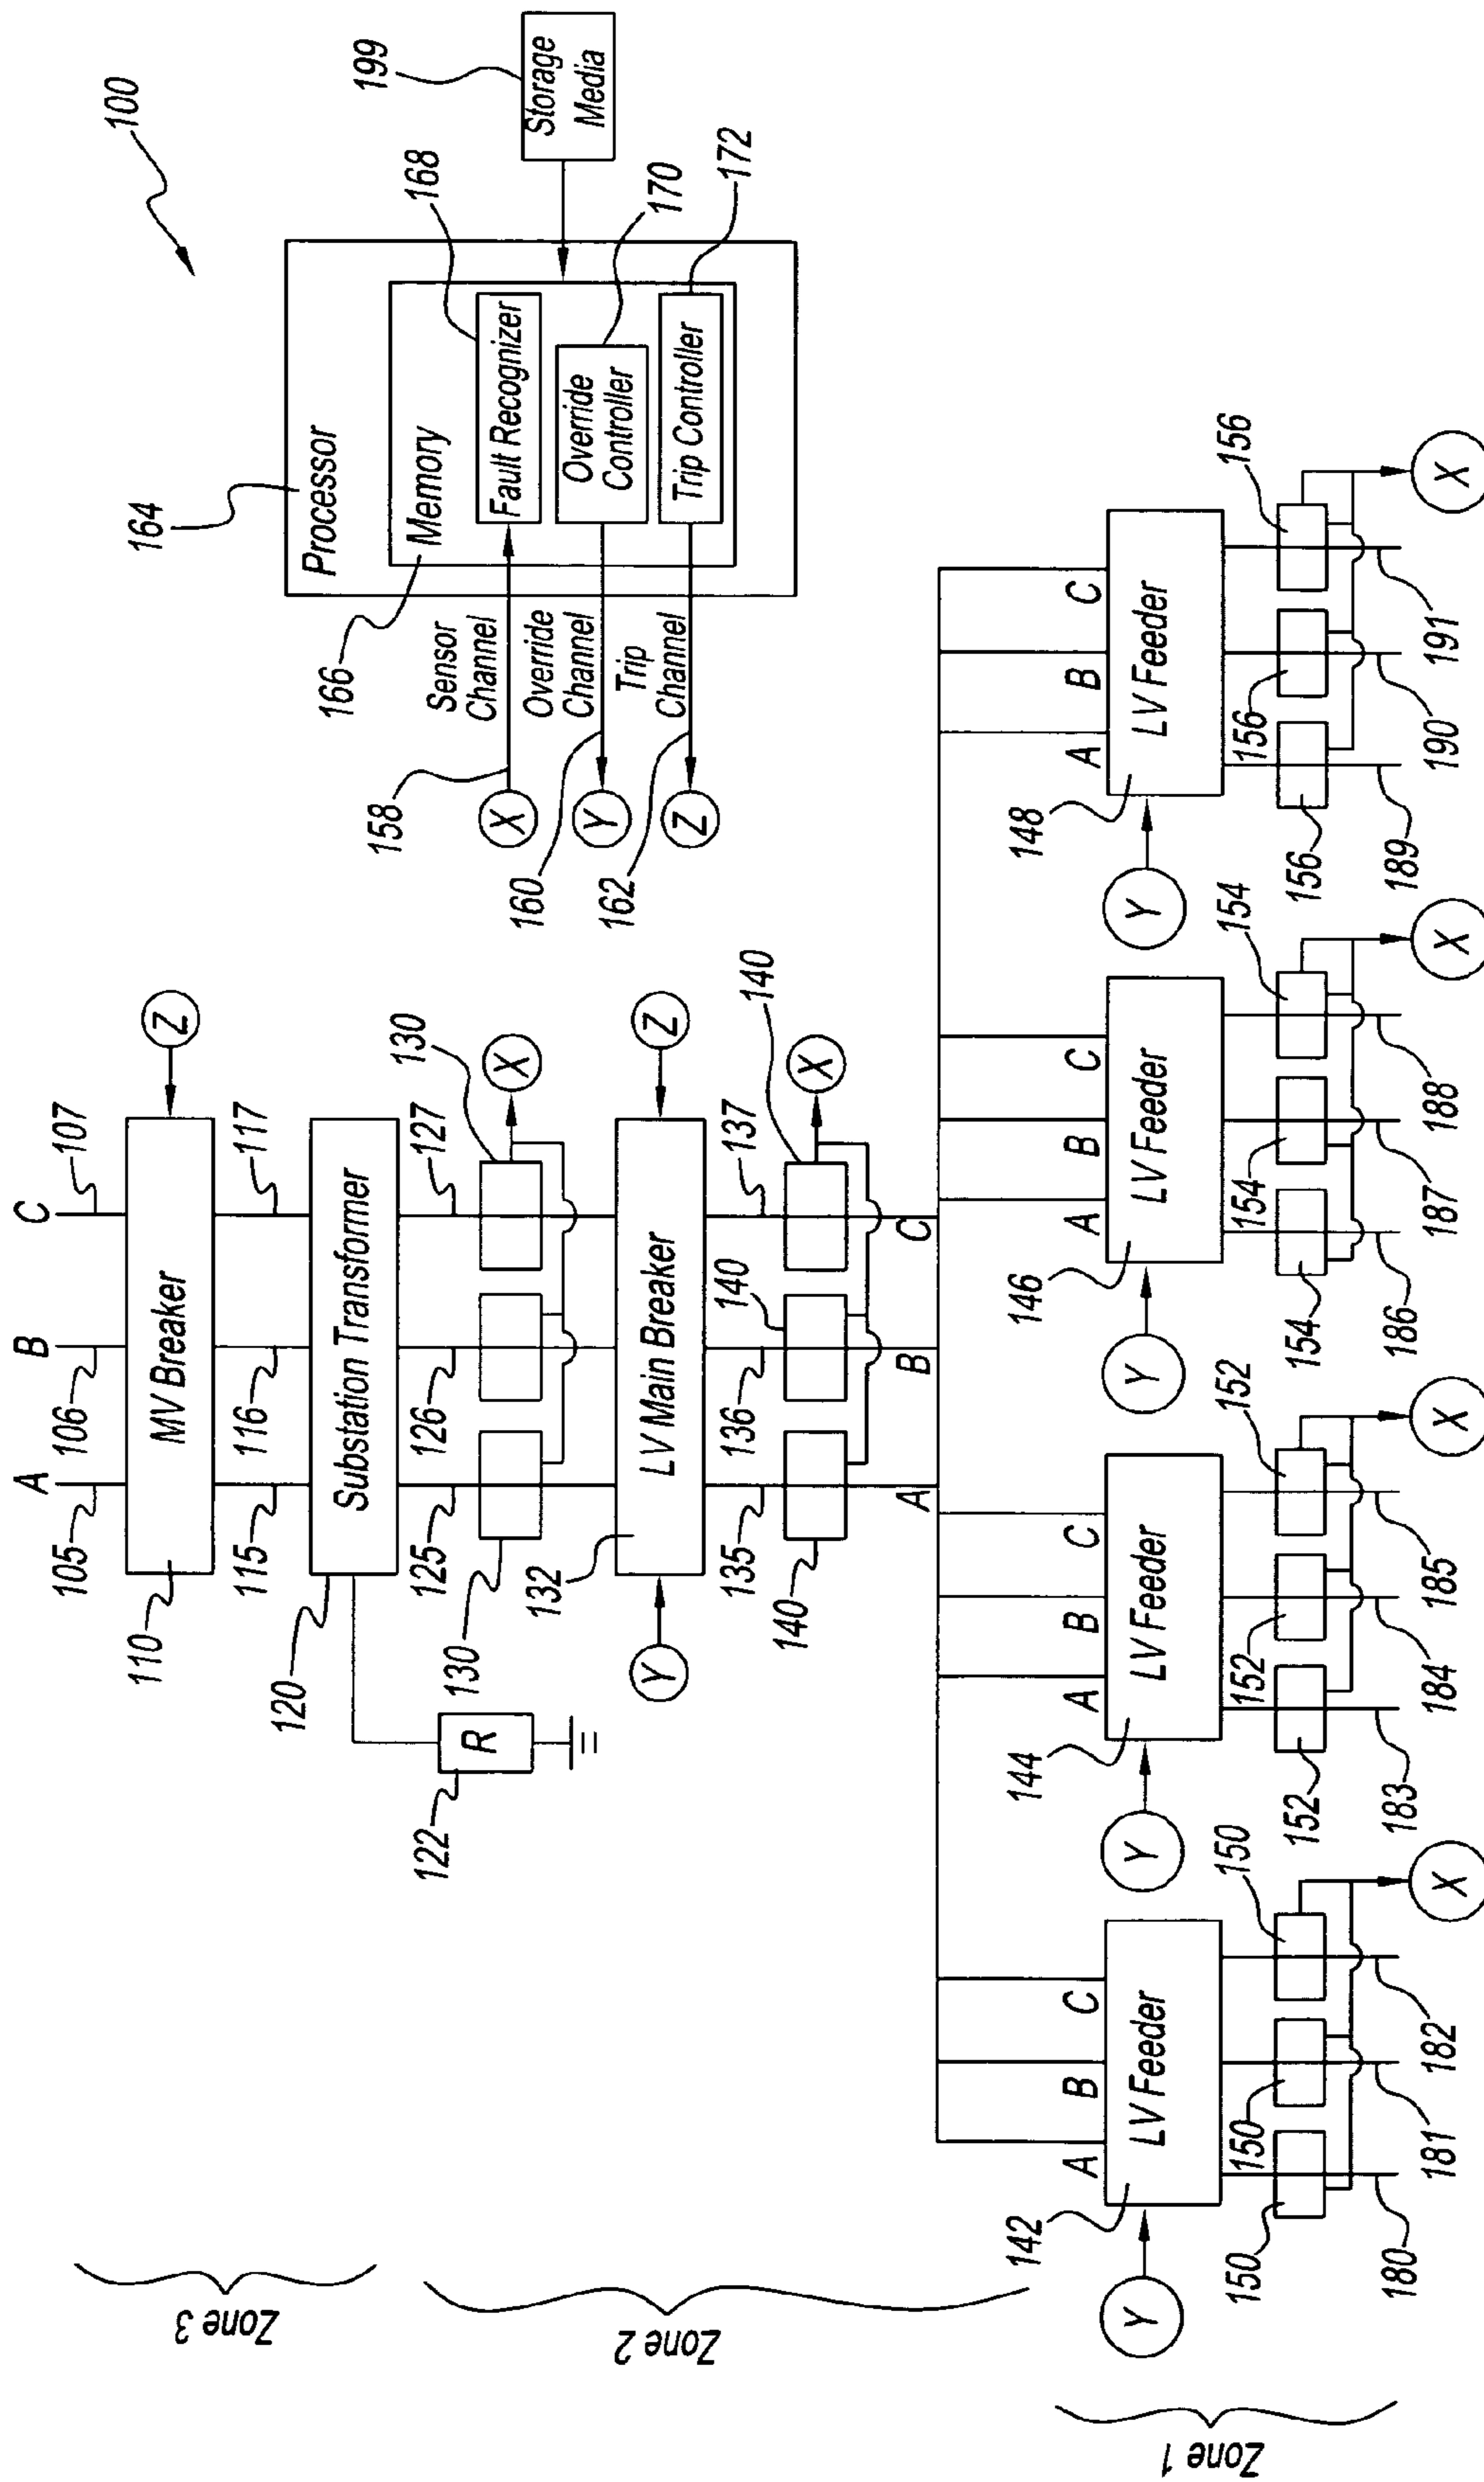 100
A
B
C
105
106
107
MV Breaker
Z
110
115
116
117
Substation Transformer
120
R
122
125
126
127
130
130
X
132
LV Main Breaker
Y
Z
135
136
137
140
140
140
X
A
B
C
164
Processor
166
Memory
168
Fault Recognizer
170
Override
Controller
172
Trip Controller
199
Storage
Media
158
Sensor
Channel
X
160
Override
Channel
Y
162
Trip
Channel
Z
A
B
C
142
LV Feeder
Y
150
150
150
X
180
181
182
A
B
C
144
LV Feeder
Y
152
152
152
X
183
184
185
A
B
C
146
LV Feeder
Y
154
154
154
X
186
187
188
A
B
C
148
LV Feeder
Y
156
156
156
X
189
190
191
Zone 3
Zone 2
Zone 1